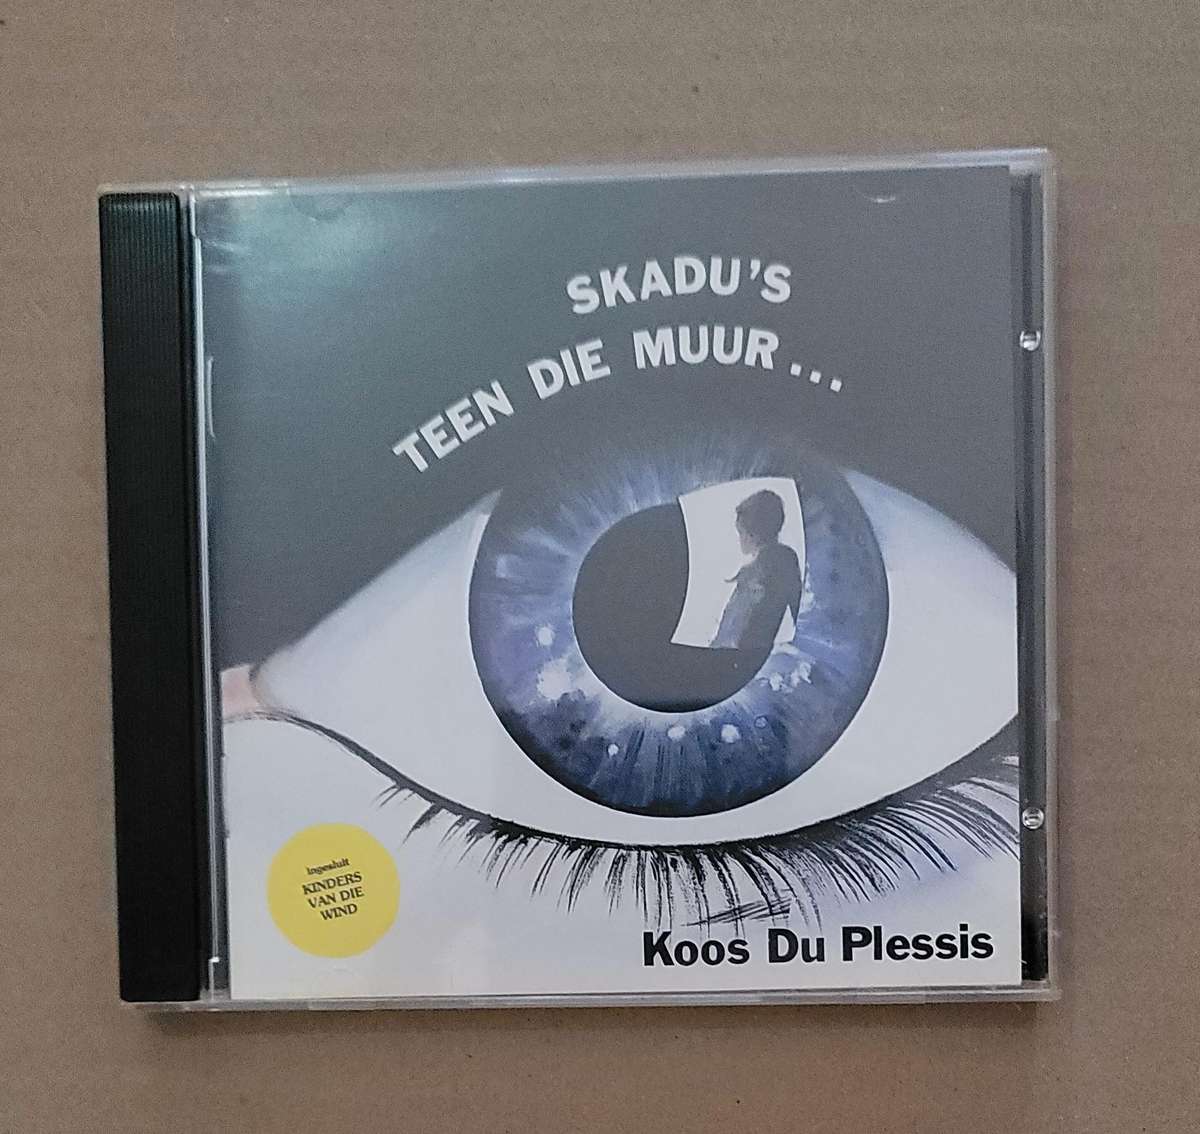 SKADU'S
TEEN DIE MUUR...
ingesluit
KINDERS
VAN DIE
WIND
Koos Du Plessis